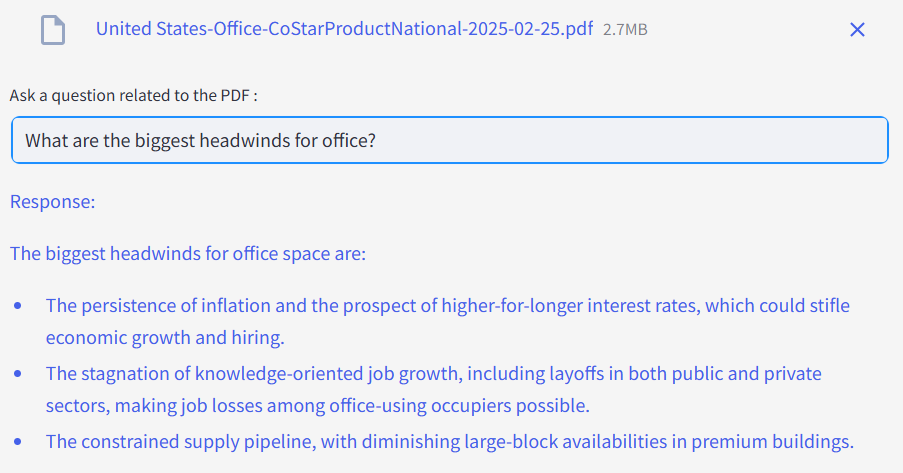 United States-Office-CoStarProductNational-2025-02-25.pdf 2.7MB
Ask a question related to the PDF :
What are the biggest headwinds for office?
Response:
The biggest headwinds for office space are:
• The persistence of inflation and the prospect of higher-for-longer interest rates, which could stifle
economic growth and hiring.
• The stagnation of knowledge-oriented job growth, including layoffs in both public and private
sectors, making job losses among office-using occupiers possible.
• The constrained supply pipeline, with diminishing large-block availabilities in premium buildings.